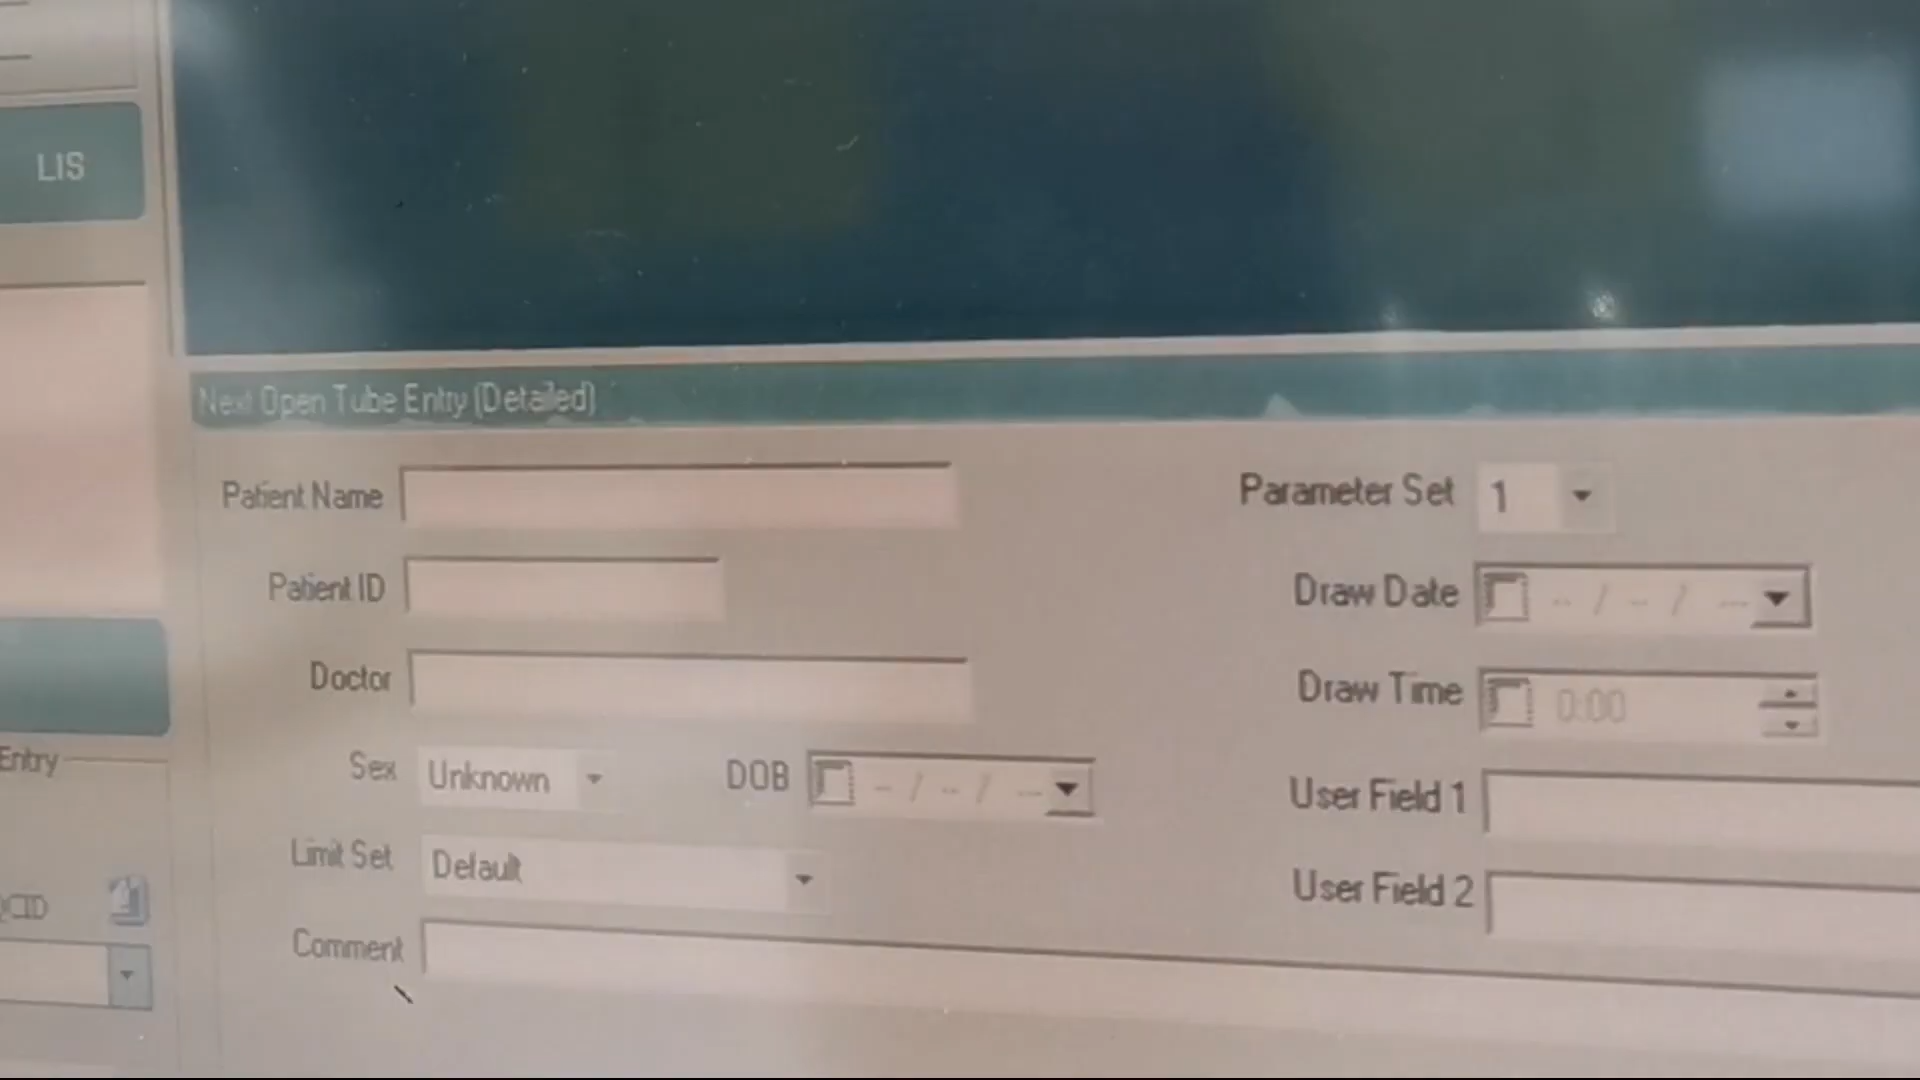 LIS
Next Open Tube Entry (Detailed)
Patient Name
Parameter Set 1
Patient ID
Draw Date -- / -- / ---
Doctor
Draw Time 0:00
Sex Unknown DOB -- / -- / ---
User Field 1
Limit Set Default
User Field 2
Comment
Entry